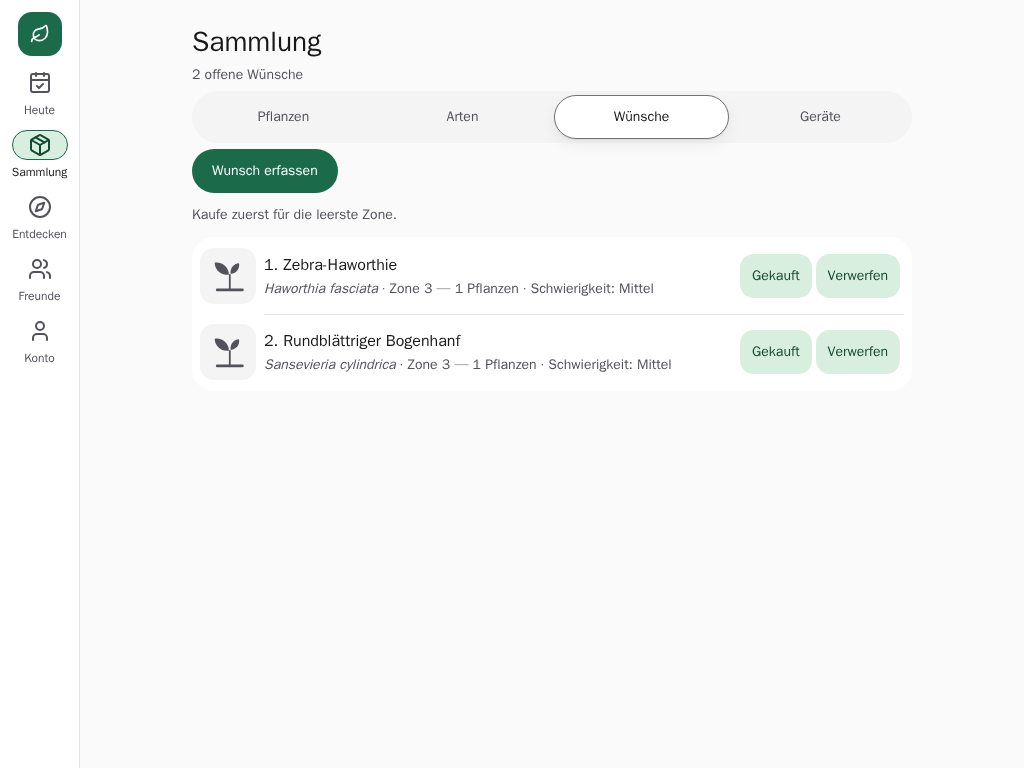 Heute
Sammlung
Entdecken
Freunde
Konto
Sammlung
2 offene Wünsche
Pflanzen
Arten
Wünsche
Geräte
Wunsch erfassen
Kaufe zuerst für die leerste Zone.
1. Zebra-Haworthie
Haworthia fasciata · Zone 3 — 1 Pflanzen · Schwierigkeit: Mittel
Gekauft
Verwerfen
2. Rundblättriger Bogenhanf
Sansevieria cylindrica · Zone 3 — 1 Pflanzen · Schwierigkeit: Mittel
Gekauft
Verwerfen